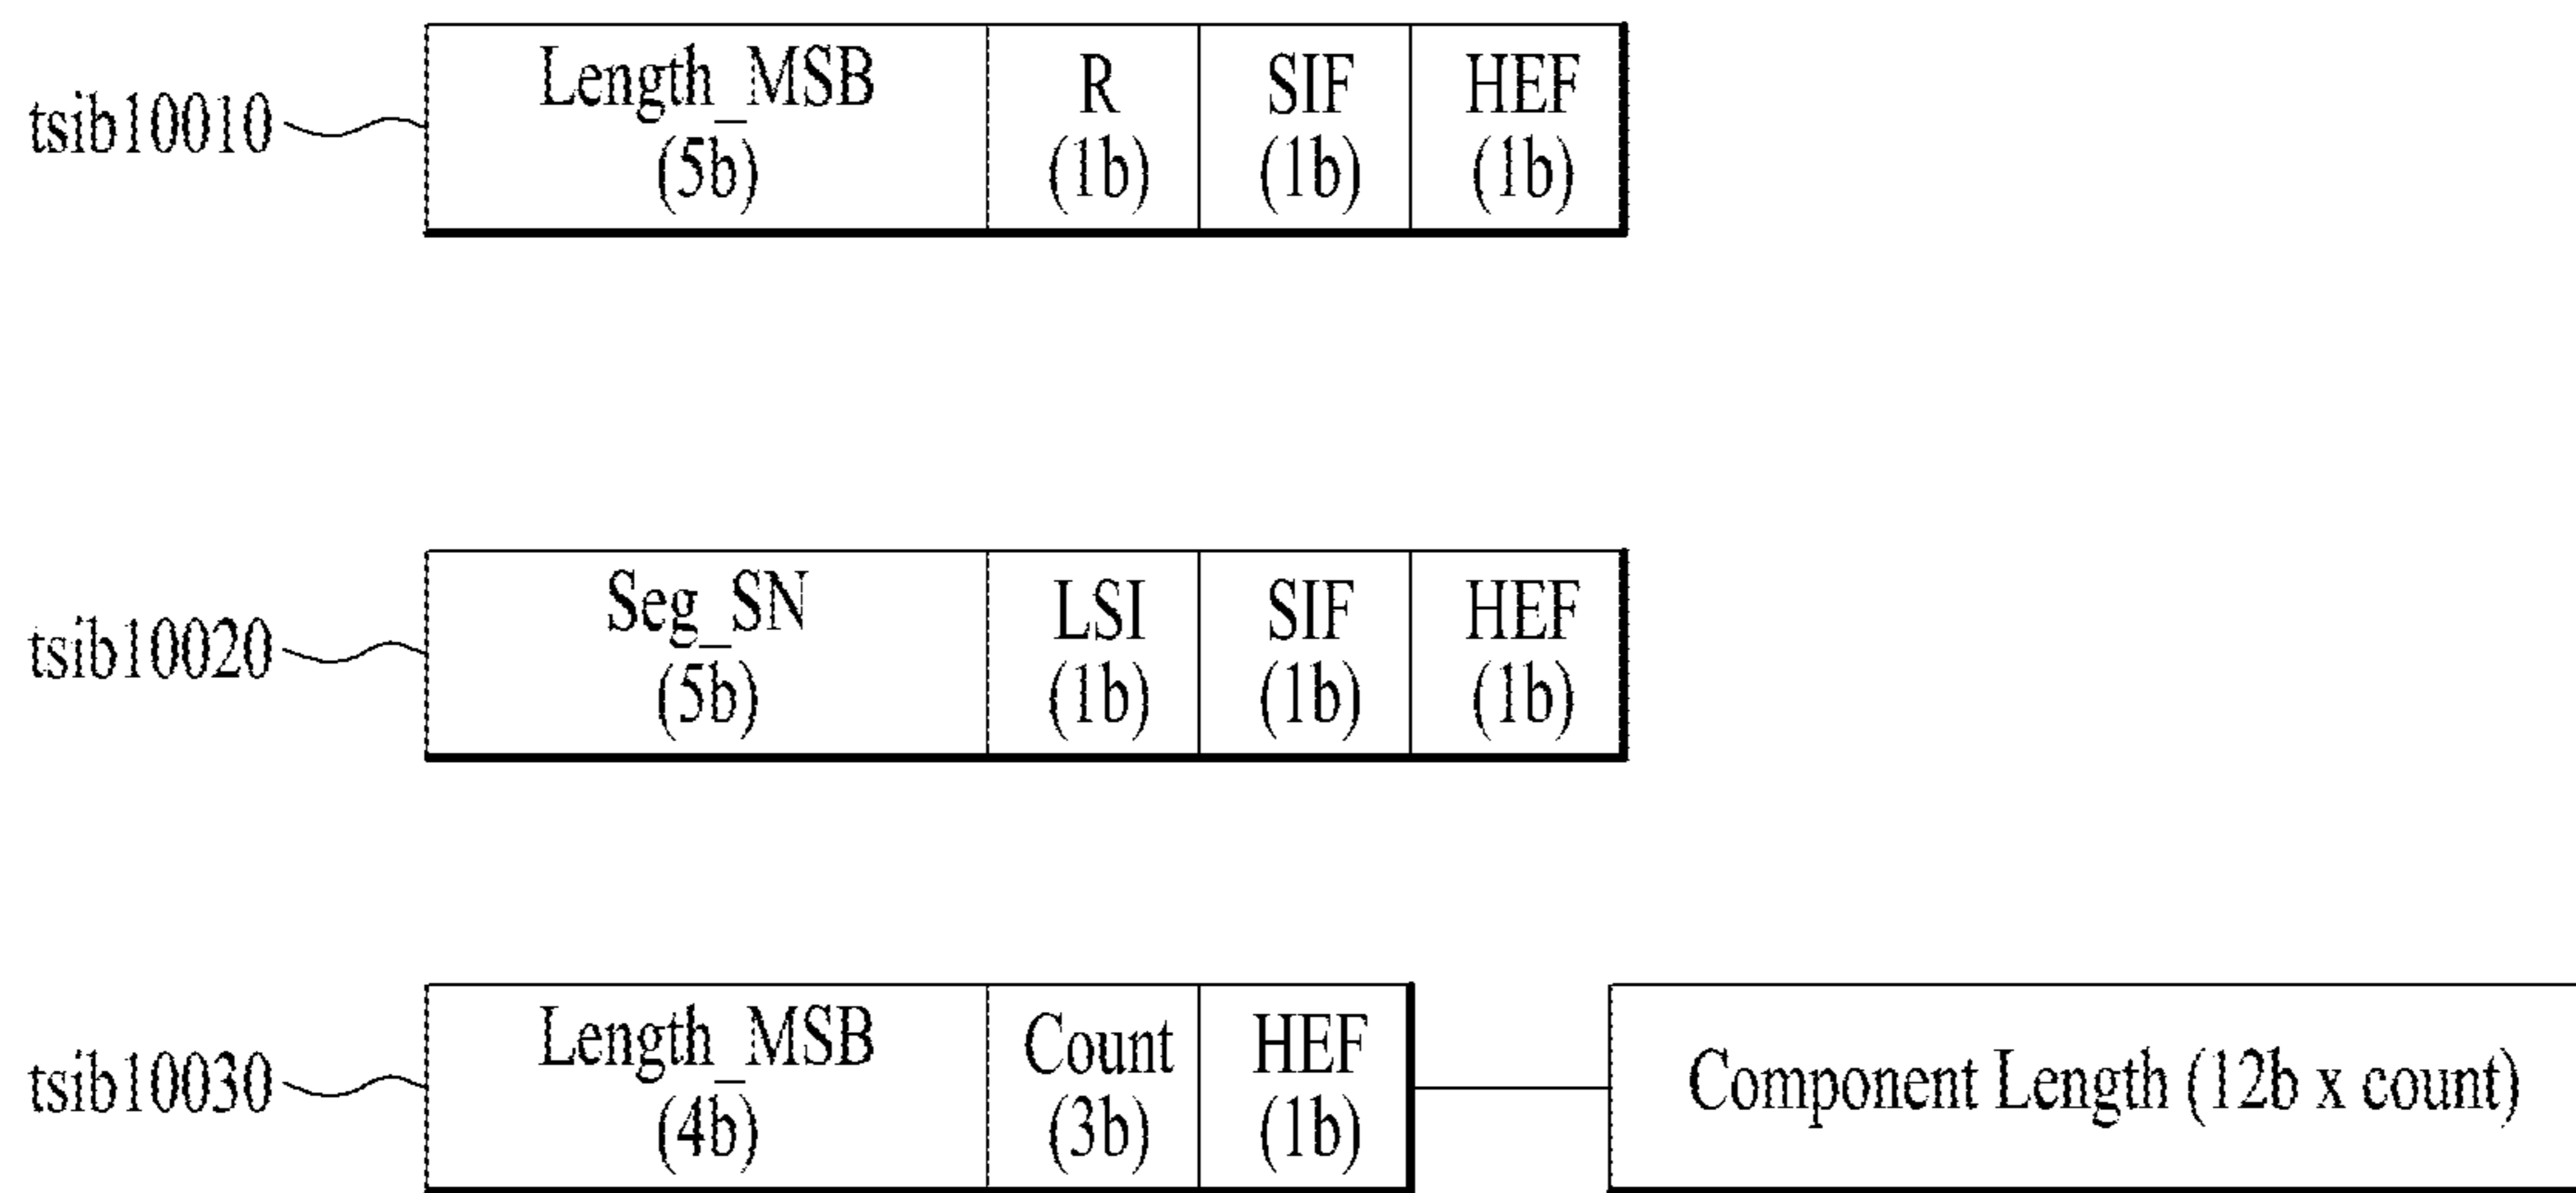 tsib10010
Length_MSB
(5b)
R
(1b)
SIF
(1b)
HEF
(1b)
tsib10020
Seg_SN
(5b)
LSI
(1b)
SIF
(1b)
HEF
(1b)
tsib10030
Length_MSB
(4b)
Count
(3b)
HEF
(1b)
Component Length (12b x count)